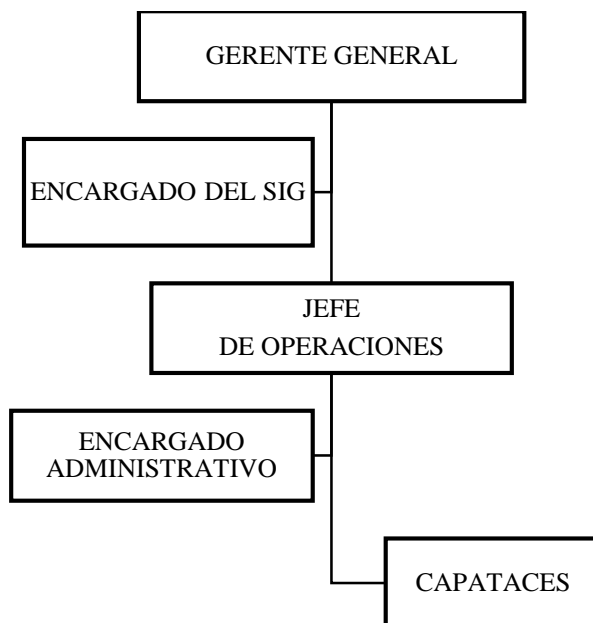 GERENTE GENERAL
ENCARGADO DEL SIG
JEFE
DE OPERACIONES
ENCARGADO
ADMINISTRATIVO
CAPATACES